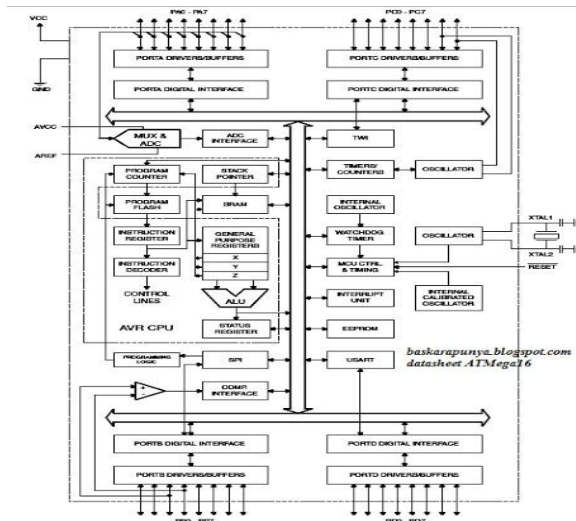 PA0 - PA7
PC0 - PC7
VCC
PORTA DRIVERS/BUFFERS
PORTC DRIVERS/BUFFERS
GND
PORTA DIGITAL INTERFACE
PORTC DIGITAL INTERFACE
AVCC
MUX &
ADC
ADC
INTERFACE
TWI
AREF
PROGRAM
COUNTER
STACK
POINTER
TIMERS/
COUNTERS
OSCILLATOR
PROGRAM
FLASH
SRAM
INTERNAL
OSCILLATOR
XTAL1
INSTRUCTION
REGISTER
GENERAL
PURPOSE
REGISTERS
WATCHDOG
TIMER
OSCILLATOR
X
XTAL2
INSTRUCTION
DECODER
Y
MCU CTRL
& TIMING
RESET
Z
CONTROL
LINES
ALU
INTERRUPT
UNIT
INTERNAL
CALIBRATED
OSCILLATOR
AVR CPU
STATUS
REGISTER
EEPROM
PROGRAMMING
LOGIC
SPI
USART
baskarapunya.blogspot.com
datasheet ATMega16
+
-
COMP.
INTERFACE
PORTB DIGITAL INTERFACE
PORTD DIGITAL INTERFACE
PORTB DRIVERS/BUFFERS
PORTD DRIVERS/BUFFERS